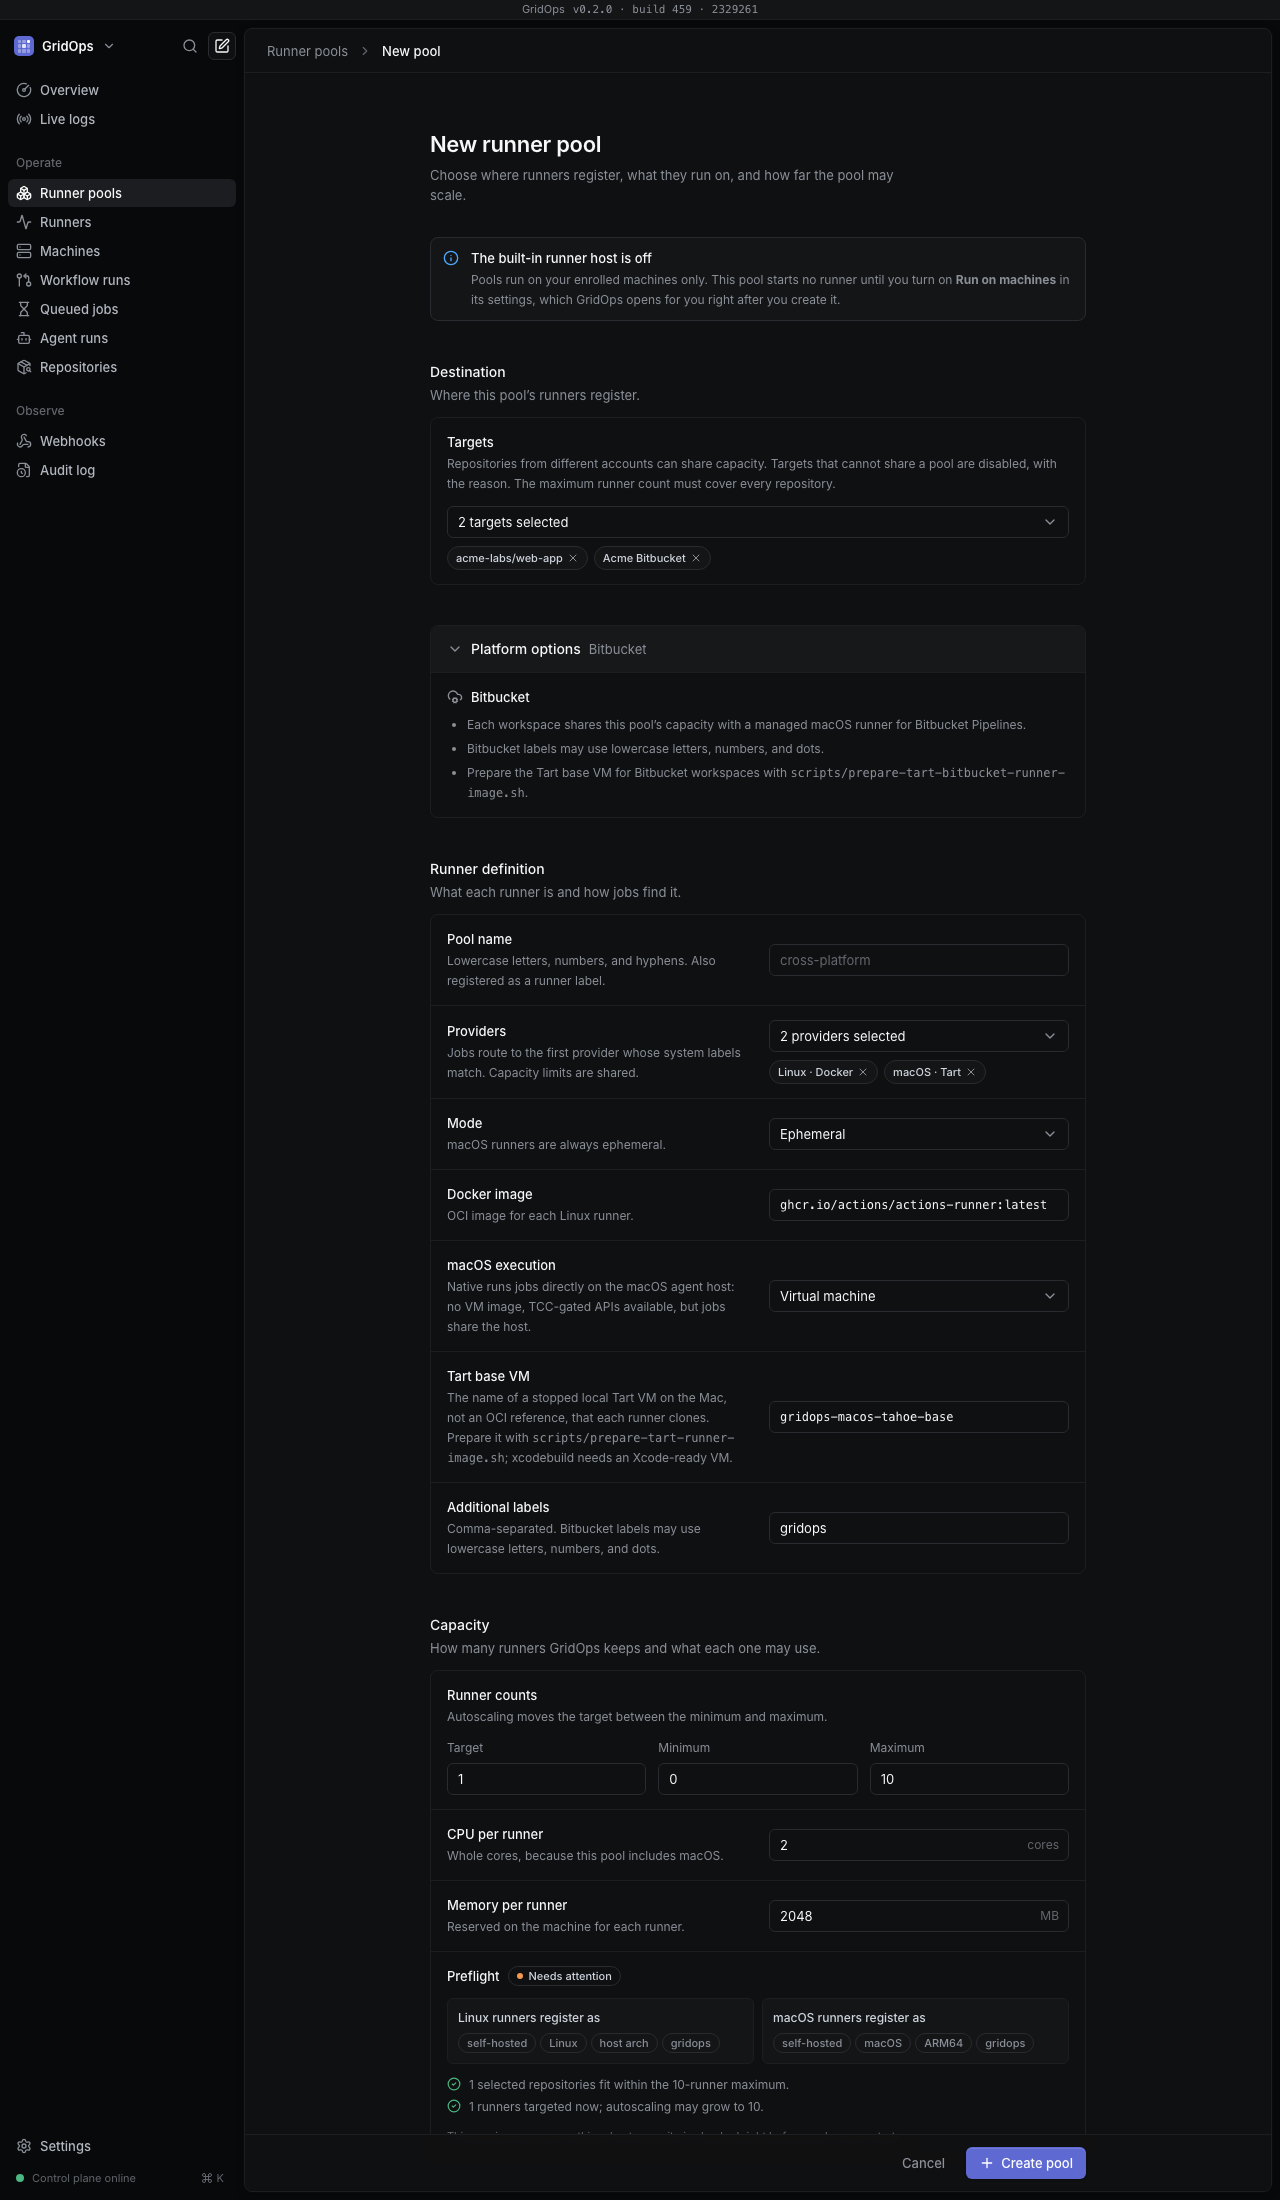 GridOps v0.2.0 · build 459 · 2329261
GridOps
Overview
Live logs
Operate
Runner pools
Runners
Machines
Workflow runs
Queued jobs
Agent runs
Repositories
Observe
Webhooks
Audit log
Settings
Control plane online ⌘ K
Runner pools > New pool
New runner pool
Choose where runners register, what they run on, and how far the pool may
scale.
The built-in runner host is off
Pools run on your enrolled machines only. This pool starts no runner until you turn on Run on machines in
its settings, which GridOps opens for you right after you create it.
Destination
Where this pool's runners register.
Targets
Repositories from different accounts can share capacity. Targets that cannot share a pool are disabled, with
the reason. The maximum runner count must cover every repository.
2 targets selected
acme-labs/web-app × Acme Bitbucket ×
Platform options Bitbucket
Bitbucket
• Each workspace shares this pool's capacity with a managed macOS runner for Bitbucket Pipelines.
• Bitbucket labels may use lowercase letters, numbers, and dots.
• Prepare the Tart base VM for Bitbucket workspaces with scripts/prepare-tart-bitbucket-runner-
image.sh.
Runner definition
What each runner is and how jobs find it.
Pool name
Lowercase letters, numbers, and hyphens. Also
registered as a runner label.
cross-platform
Providers
Jobs route to the first provider whose system labels
match. Capacity limits are shared.
2 providers selected
Linux · Docker × macOS · Tart ×
Mode
macOS runners are always ephemeral.
Ephemeral
Docker image
OCI image for each Linux runner.
ghcr.io/actions/actions-runner:latest
macOS execution
Native runs jobs directly on the macOS agent host:
no VM image, TCC-gated APIs available, but jobs
share the host.
Virtual machine
Tart base VM
The name of a stopped local Tart VM on the Mac,
not an OCI reference, that each runner clones.
Prepare it with scripts/prepare-tart-runner-
image.sh; xcodebuild needs an Xcode-ready VM.
gridops-macos-tahoe-base
Additional labels
Comma-separated. Bitbucket labels may use
lowercase letters, numbers, and dots.
gridops
Capacity
How many runners GridOps keeps and what each one may use.
Runner counts
Autoscaling moves the target between the minimum and maximum.
Target Minimum Maximum
1 0 10
CPU per runner
Whole cores, because this pool includes macOS.
2 cores
Memory per runner
Reserved on the machine for each runner.
2048 MB
Preflight Needs attention
Linux runners register as
self-hosted Linux host arch gridops
macOS runners register as
self-hosted macOS ARM64 gridops
1 selected repositories fit within the 10-runner maximum.
1 runners targeted now; autoscaling may grow to 10.
Cancel + Create pool